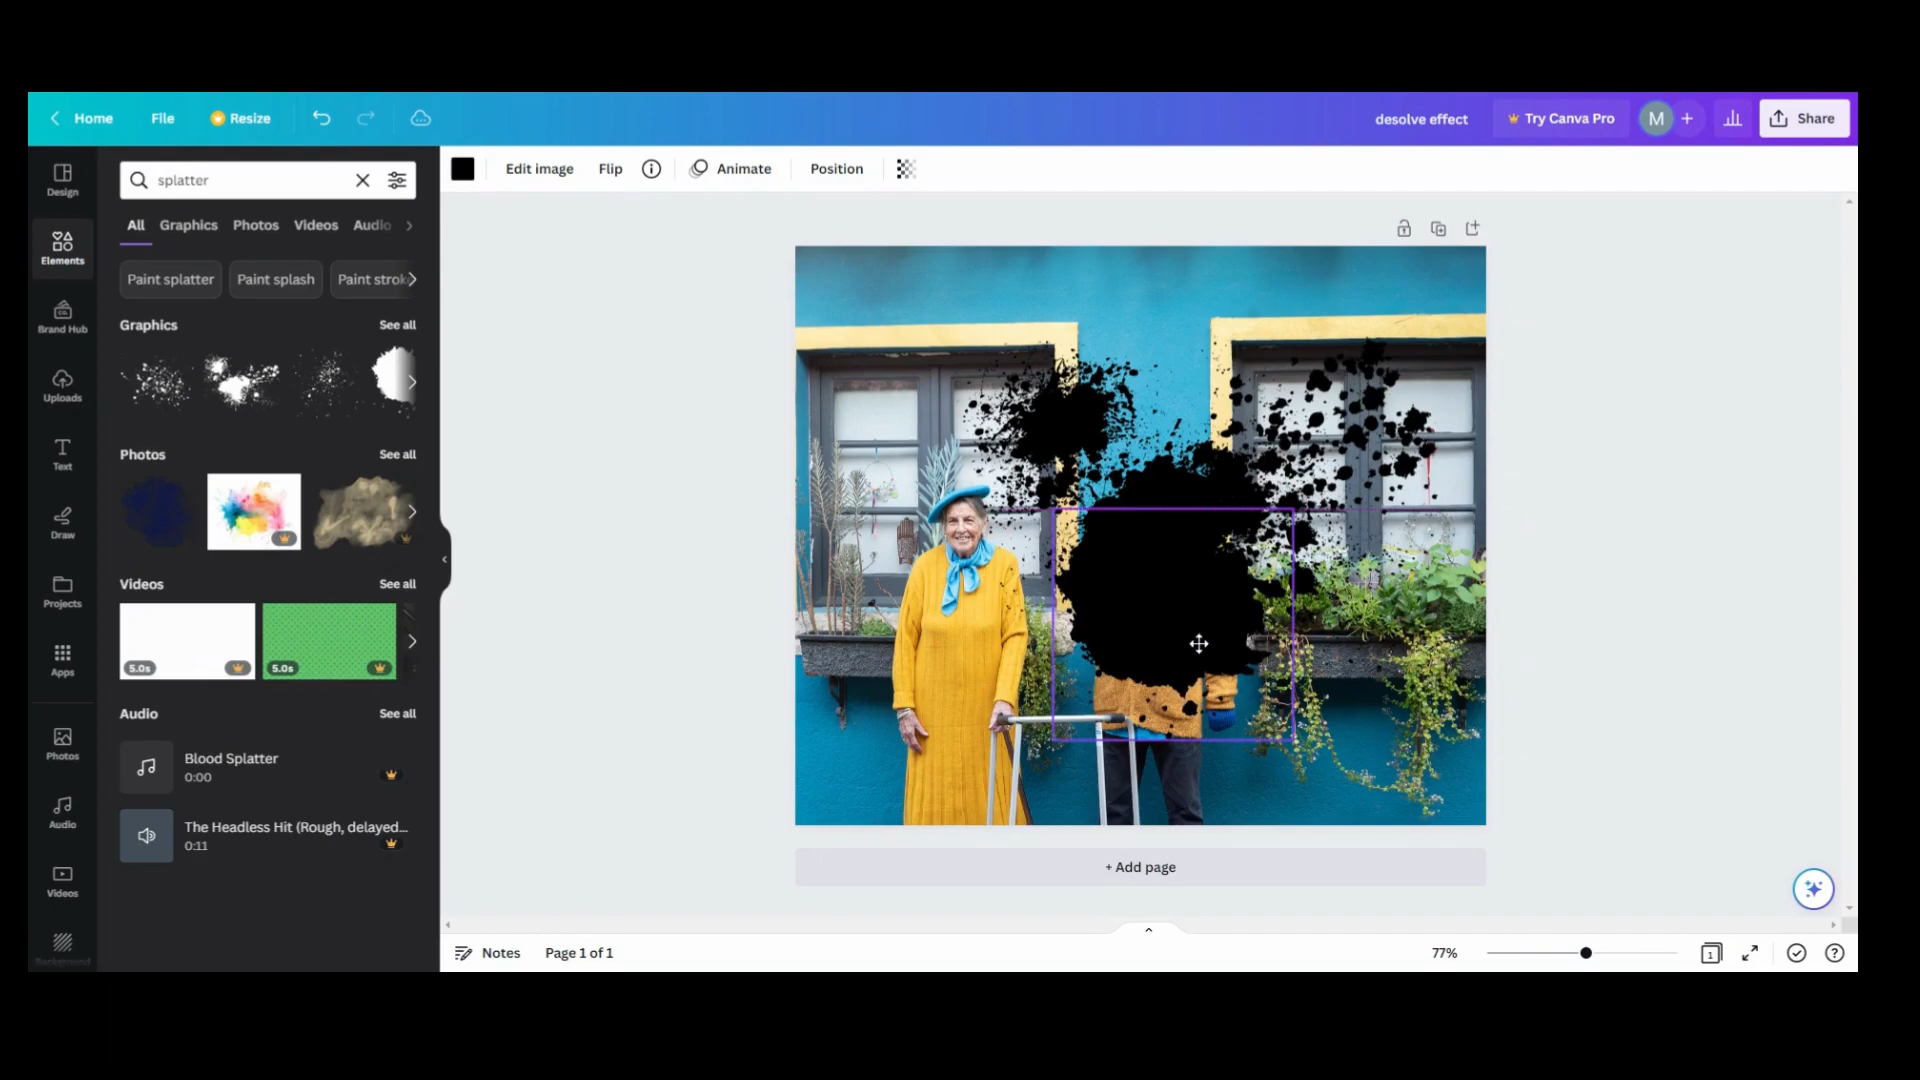 Home File Resize desolve effect Try Canva Pro M + Share
splatter
Edit image Flip Animate Position
Design
Elements
Brand Hub
Uploads
Text
Draw
Projects
Apps
Photos
Audio
Videos
Background
All Graphics Photos Videos Audio
Paint splatter Paint splash Paint strok
Graphics See all
Photos See all
Videos See all
5.0s 5.0s
Audio See all
Blood Splatter
0:00
The Headless Hit (Rough, delayed...
0:11
+ Add page
Notes Page 1 of 1 77% 1 ?